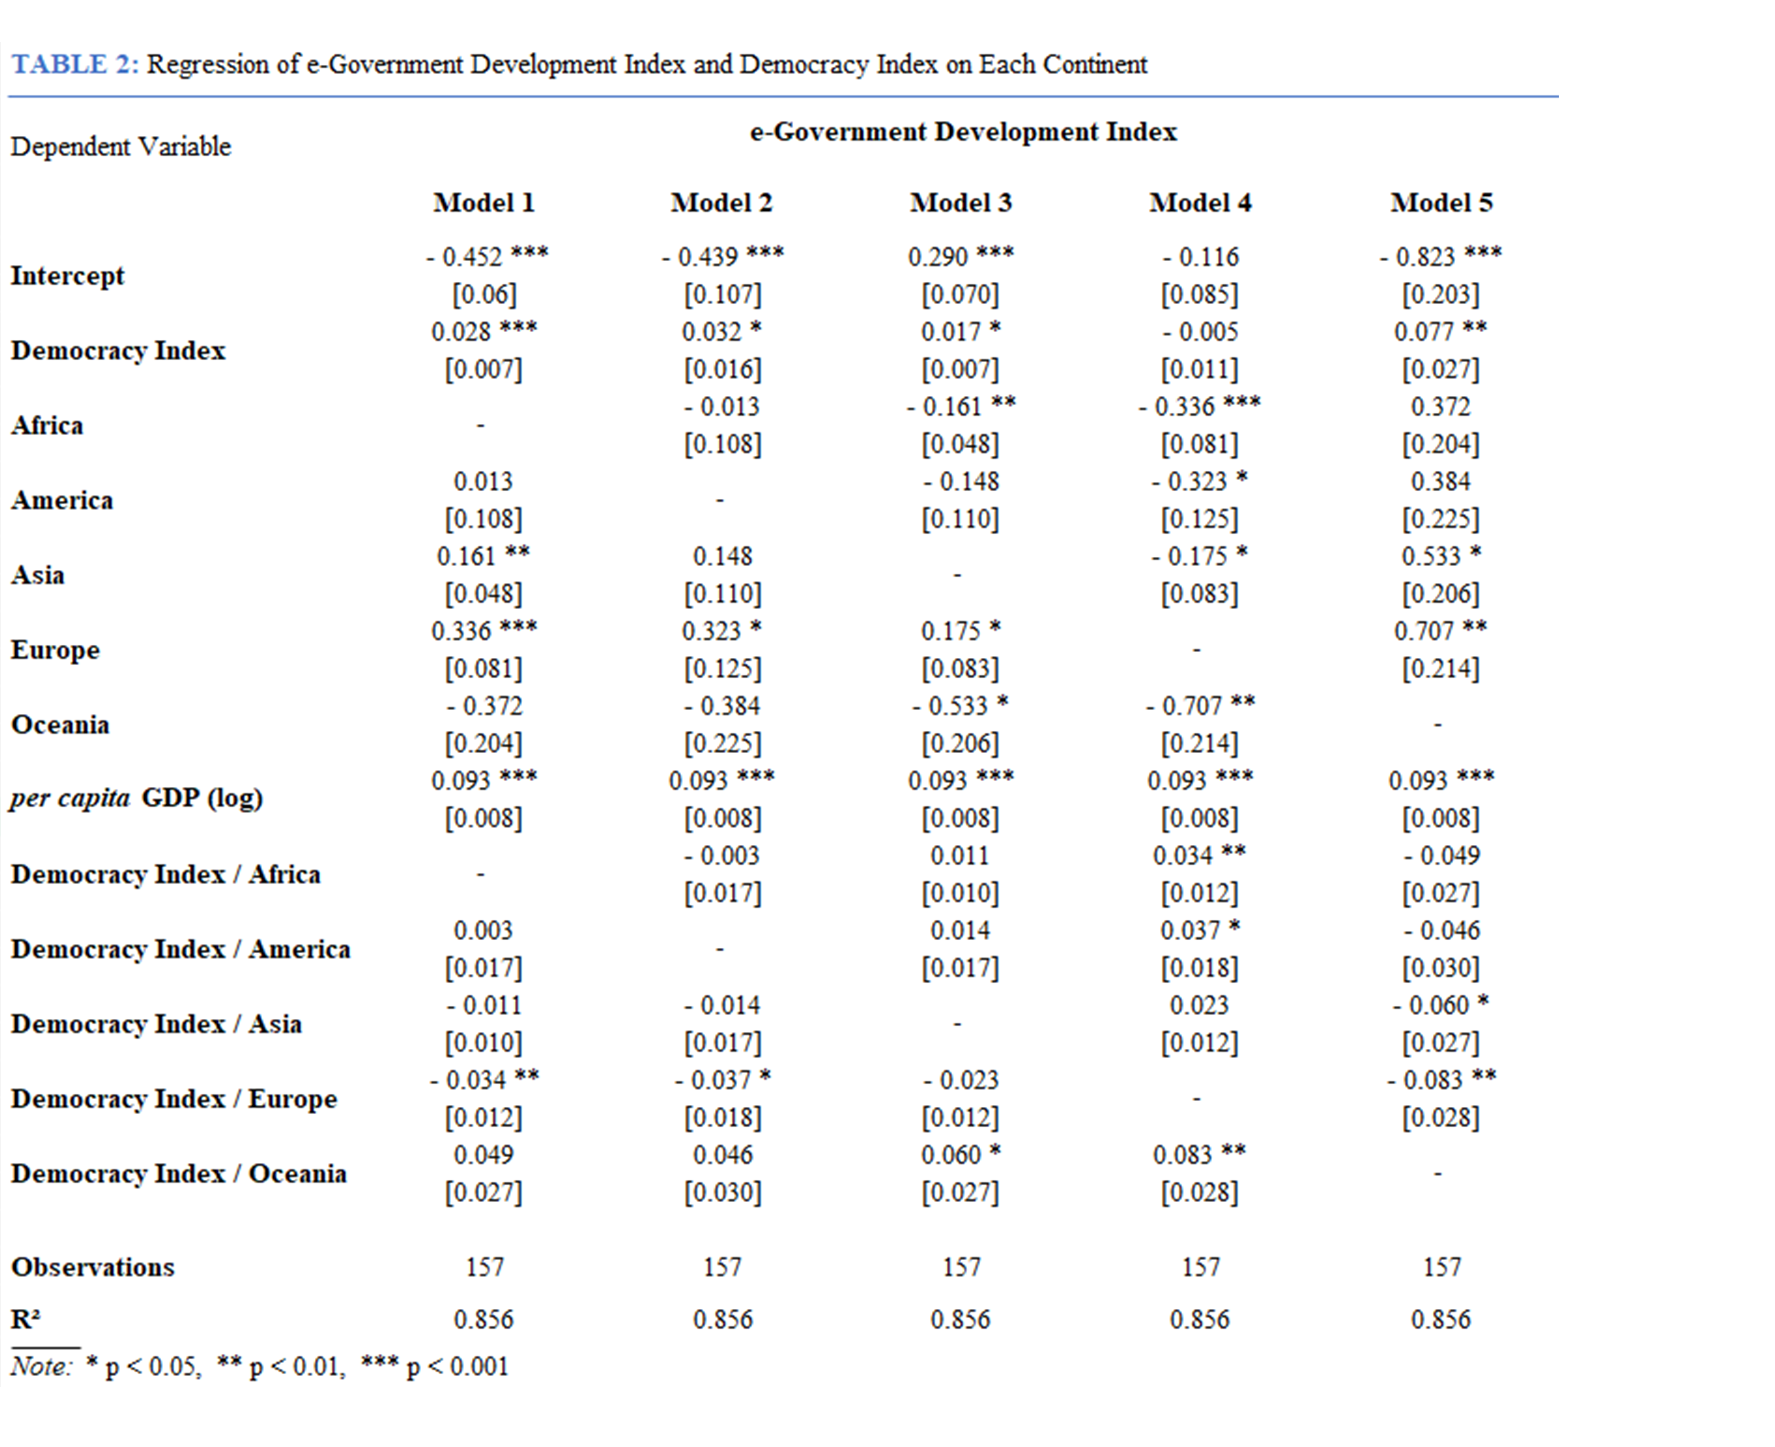 TABLE 2: Regression of e-Government Development Index and Democracy Index on Each Continent
Dependent Variable e-Government Development Index
Model 1 Model 2 Model 3 Model 4 Model 5
Intercept - 0.452 *** - 0.439 *** 0.290 *** - 0.116 - 0.823 ***
[0.06] [0.107] [0.070] [0.085] [0.203]
Democracy Index 0.028 *** 0.032 * 0.017 * - 0.005 0.077 **
[0.007] [0.016] [0.007] [0.011] [0.027]
Africa - - 0.013 - 0.161 ** - 0.336 *** 0.372
[0.108] [0.048] [0.081] [0.204]
America 0.013 - - 0.148 - 0.323 * 0.384
[0.108] [0.110] [0.125] [0.225]
Asia 0.161 ** 0.148 - - 0.175 * 0.533 *
[0.048] [0.110] [0.083] [0.206]
Europe 0.336 *** 0.323 * 0.175 * - 0.707 **
[0.081] [0.125] [0.083] [0.214]
Oceania - 0.372 - 0.384 - 0.533 * - 0.707 ** -
[0.204] [0.225] [0.206] [0.214]
per capita GDP (log) 0.093 *** 0.093 *** 0.093 *** 0.093 *** 0.093 ***
[0.008] [0.008] [0.008] [0.008] [0.008]
Democracy Index / Africa - - 0.003 0.011 0.034 ** - 0.049
[0.017] [0.010] [0.012] [0.027]
Democracy Index / America 0.003 - 0.014 0.037 * - 0.046
[0.017] [0.017] [0.018] [0.030]
Democracy Index / Asia - 0.011 - 0.014 - 0.023 - 0.060 *
[0.010] [0.017] [0.012] [0.027]
Democracy Index / Europe - 0.034 ** - 0.037 * - 0.023 - - 0.083 **
[0.012] [0.018] [0.012] [0.028]
Democracy Index / Oceania 0.049 0.046 0.060 * 0.083 ** -
[0.027] [0.030] [0.027] [0.028]
Observations 157 157 157 157 157
R² 0.856 0.856 0.856 0.856 0.856
Note: * p < 0.05, ** p < 0.01, *** p < 0.001